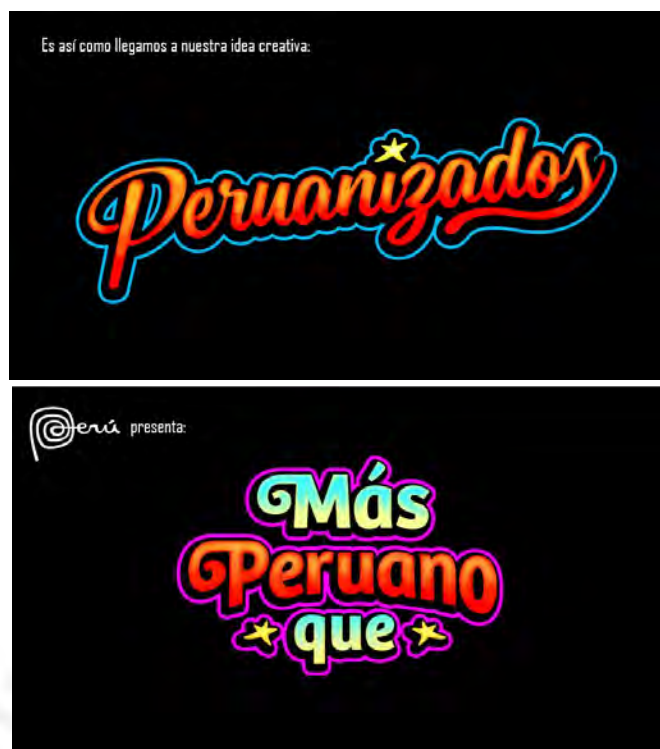 Es así como llegamos a nuestra idea creativa:
Peruanizados
Perú presenta:
Más
Peruano
que